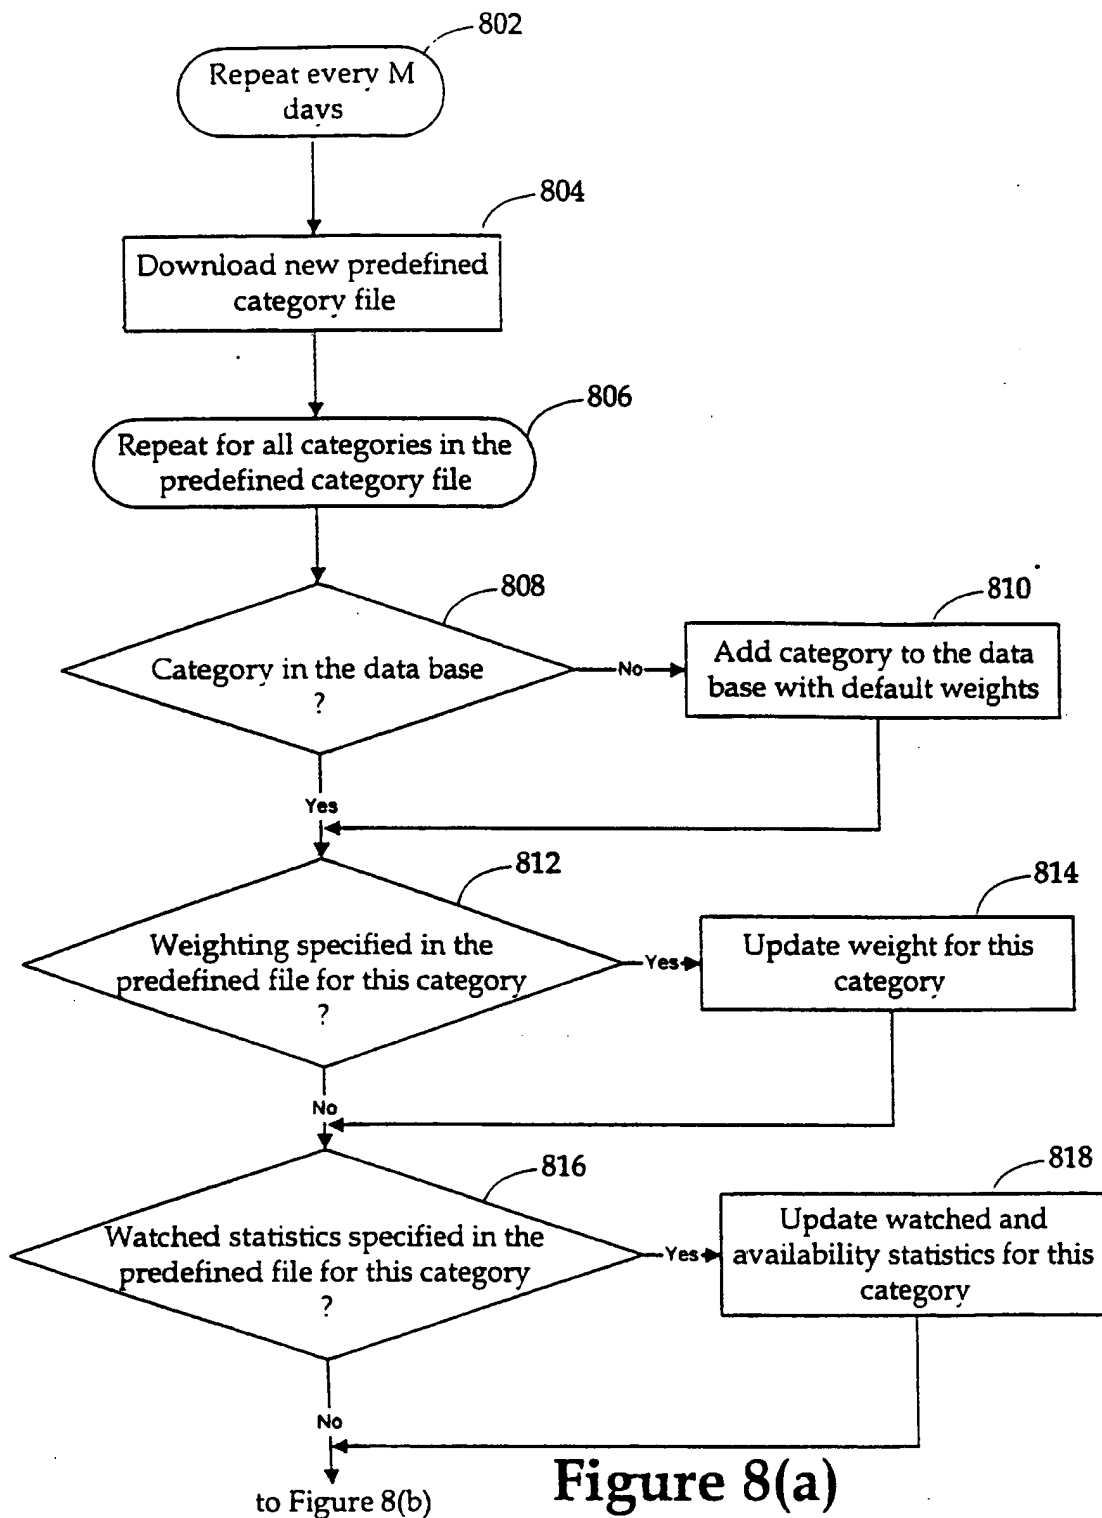 802
Repeat every M
days
804
Download new predefined
category file
806
Repeat for all categories in the
predefined category file
808
Category in the data base
?
No
810
Add category to the data
base with default weights
Yes
812
Weighting specified in the
predefined file for this category
?
Yes
814
Update weight for this
category
No
816
Watched statistics specified in the
predefined file for this category
?
Yes
818
Update watched and
availability statistics for this
category
No
to Figure 8(b)
Figure 8(a)